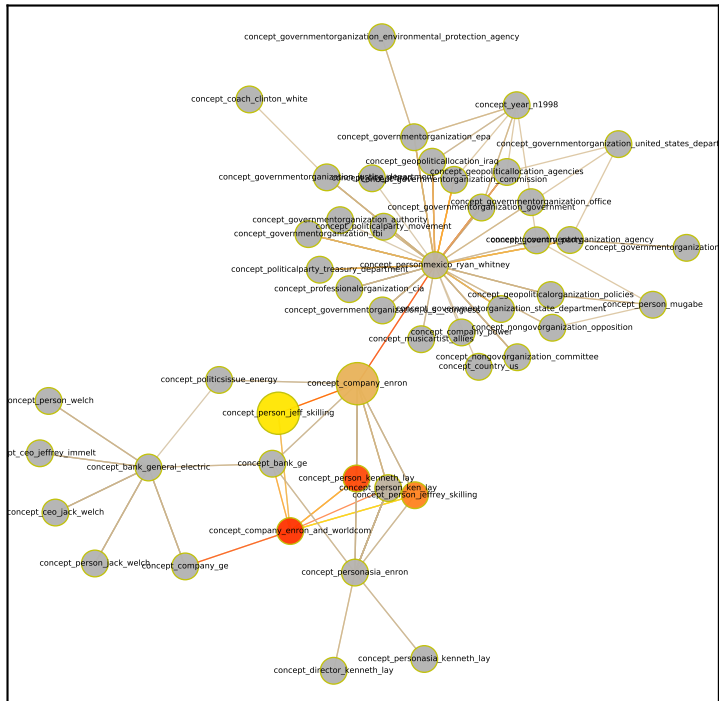 concept_governmentorganization_environmental_protection_agency
concept_coach_clinton_white
concept_year_n1998
concept_governmentorganization_epa
concept_governmentorganization_united_states_depart
concept_geopoliticallocation_iraq
concept_geopoliticallocation_agencies
concept_governmentorganization_commission
concept_governmentorganization_office
concept_governmentorganization_government
concept_governmentorganization_authority
concept_politicalparty_movement
concept_governmentorganization_fbi
concept_governmentorganization
concept_personmexico_ryan_whitney
concept_politicalparty_treasury_department
concept_professionalorganization_cia
concept_geopoliticalorganization_policies
concept_person_mugabe
concept_governmentorganization_state_department
concept_company_power
concept_nongovorganization_opposition
concept_musicartist_allies
concept_nongovorganization_committee
concept_country_us
concept_politicsissue_energy
concept_company_enron
concept_person_welch
concept_person_jeff_skilling
pt_ceo_jeffrey_immelt
concept_bank_general_electric
concept_bank_ge
concept_person_kenneth_lay
concept_person_ken_lay
concept_person_jeffrey_skilling
concept_ceo_jack_welch
concept_company_enron_and_worldcom
concept_person_jack_welch
concept_company_ge
concept_personasia_enron
concept_personasia_kenneth_lay
concept_director_kenneth_lay